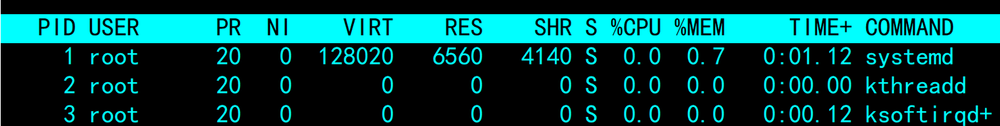 PID USER PR NI VIRT RES SHR S %CPU %MEM TIME+ COMMAND
1 root 20 0 128020 6560 4140 S 0.0 0.7 0:01.12 systemd
2 root 20 0 0 0 0 S 0.0 0.0 0:00.00 kthreadd
3 root 20 0 0 0 0 S 0.0 0.0 0:00.12 ksoftirqd+